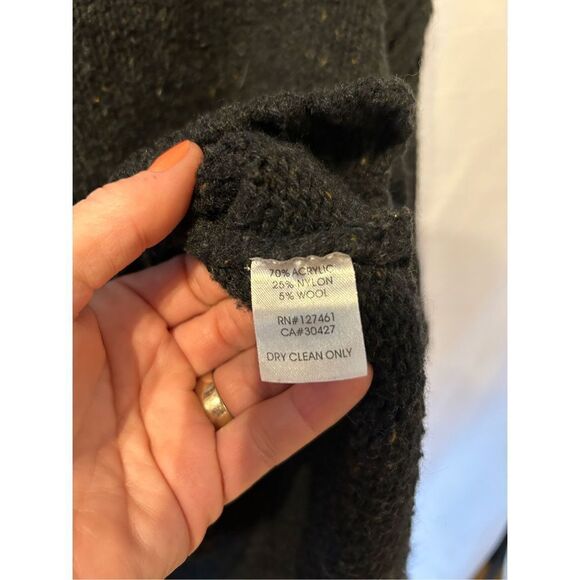 70% ACRYLIC
25% NYLON
5% WOOL
RN#127461
CA#30427
DRY CLEAN ONLY